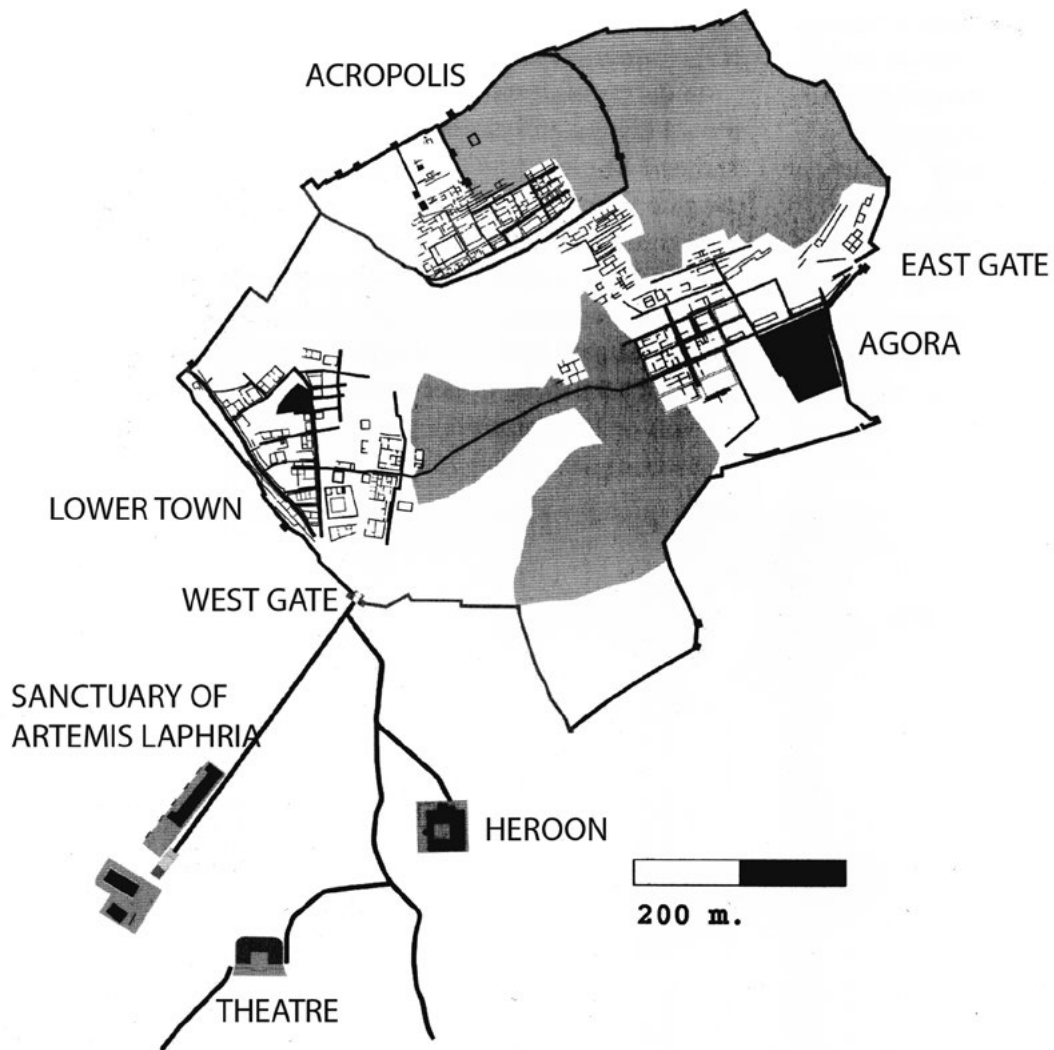 ACROPOLIS
EAST GATE
AGORA
LOWER TOWN
WEST GATE
SANCTUARY OF
ARTEMIS LAPHRIA
HEROON
200 m.
THEATRE